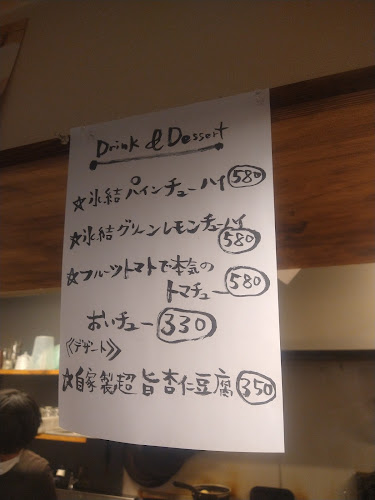 Drink & Dessert
☆氷結パインチューハイ 580
☆氷結グリーンレモンチューハイ
580
☆フルーツトマトで本気の
トマチュー 580
おいチュー 330
《デザート》
☆自家製超旨杏仁豆腐 350